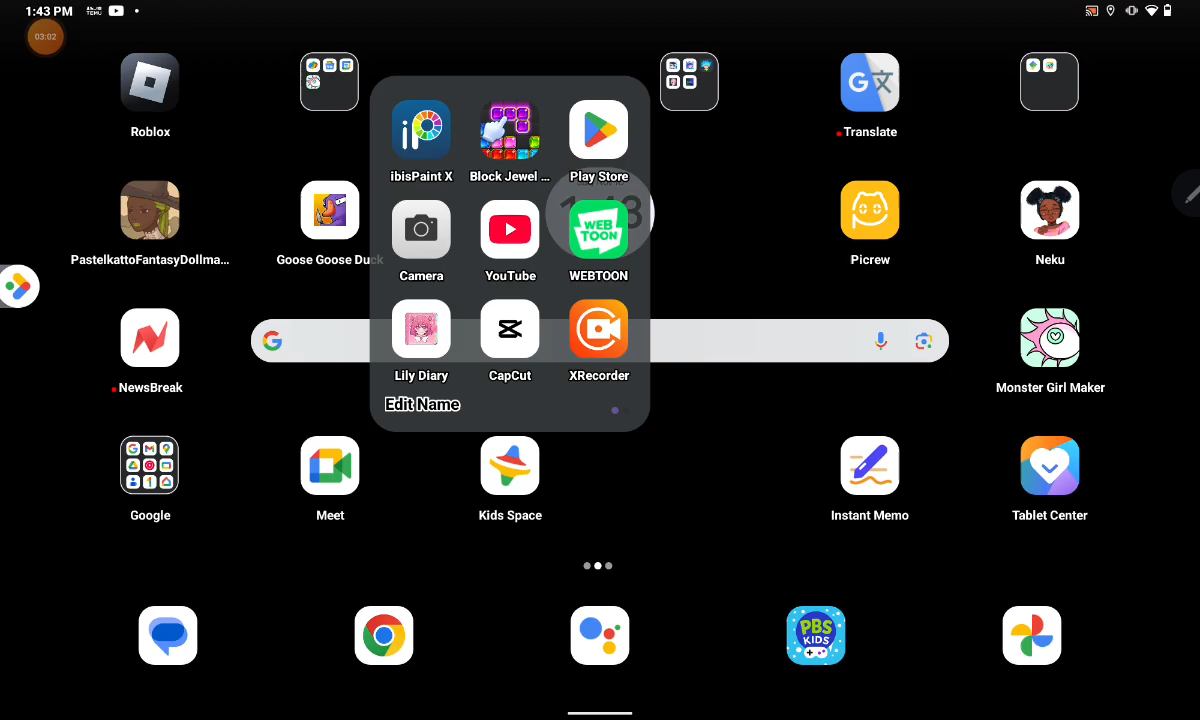 1:43 PM
03:02
Roblox
Translate
ibisPaint X
Block Jewel ...
Play Store
PastelkattoFantasyDollma...
Goose Goose Duck
Picrew
Neku
Camera
YouTube
WEB
TOON
WEBTOON
NewsBreak
Lily Diary
CapCut
XRecorder
Monster Girl Maker
Edit Name
Google
Meet
Kids Space
Instant Memo
Tablet Center
PBS
KIDS